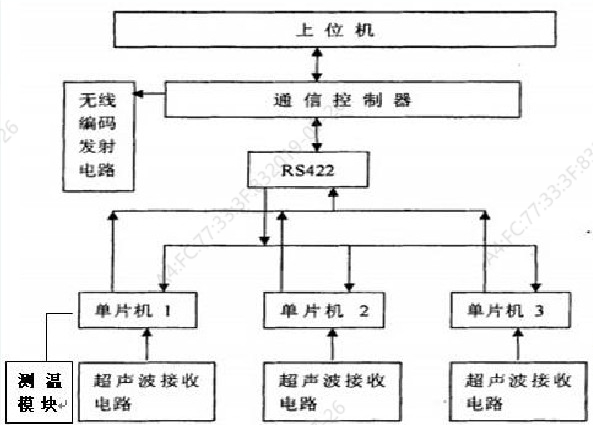 上位机
无线
编码
发射
电路
通信控制器
RS422
单片机 1
单片机 2
单片机 3
测温
模块
超声波接收
电路
超声波接收
电路
超声波接收
电路